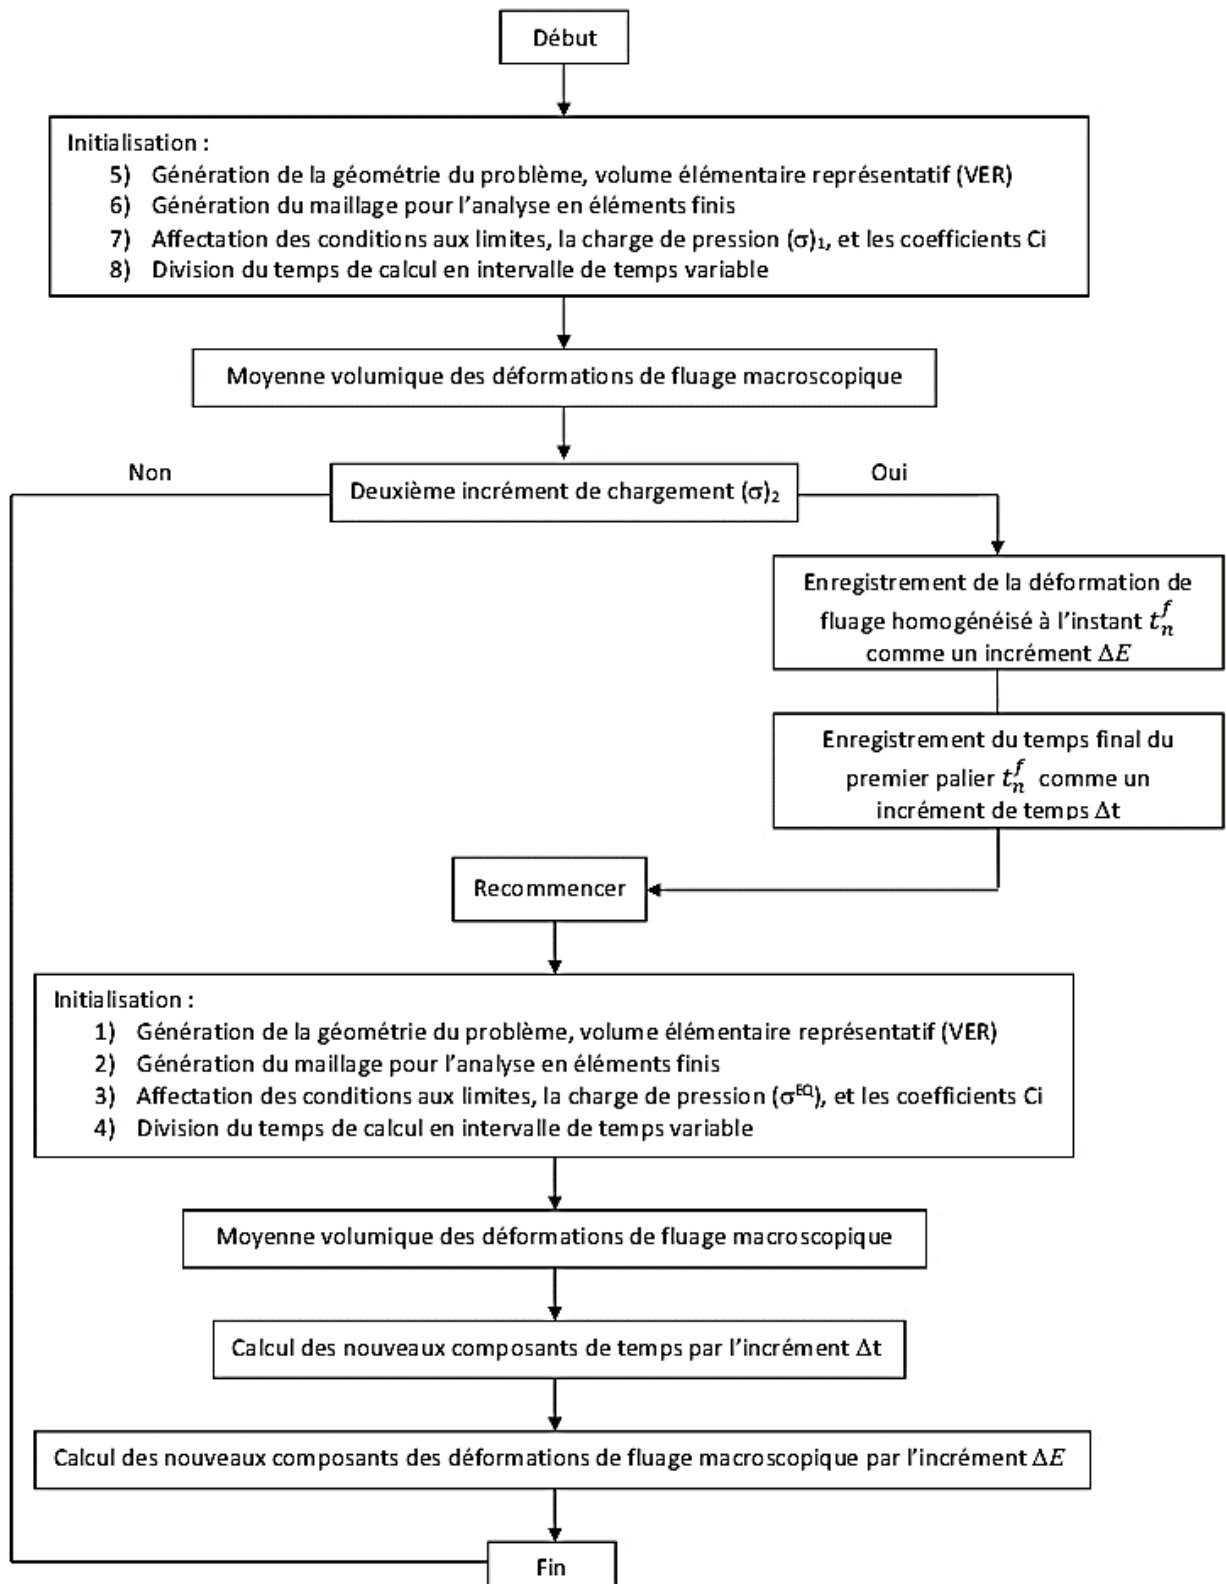 Début
Initialisation :
5) Génération de la géométrie du problème, volume élémentaire représentatif (VER)
6) Génération du maillage pour l'analyse en éléments finis
7) Affectation des conditions aux limites, la charge de pression (σ)₁, et les coefficients Ci
8) Division du temps de calcul en intervalle de temps variable
Moyenne volumique des déformations de fluage macroscopique
Non
Deuxième incrément de chargement (σ)₂
Oui
Enregistrement de la déformation de
fluage homogénéisé à l'instant $t_n^f$
comme un incrément ΔE
Enregistrement du temps final du
premier palier $t_n^f$ comme un
incrément de temps Δt
Recommencer
Initialisation :
1) Génération de la géométrie du problème, volume élémentaire représentatif (VER)
2) Génération du maillage pour l'analyse en éléments finis
3) Affectation des conditions aux limites, la charge de pression (σ^EQ), et les coefficients Ci
4) Division du temps de calcul en intervalle de temps variable
Moyenne volumique des déformations de fluage macroscopique
Calcul des nouveaux composants de temps par l'incrément Δt
Calcul des nouveaux composants des déformations de fluage macroscopique par l'incrément ΔE
Fin